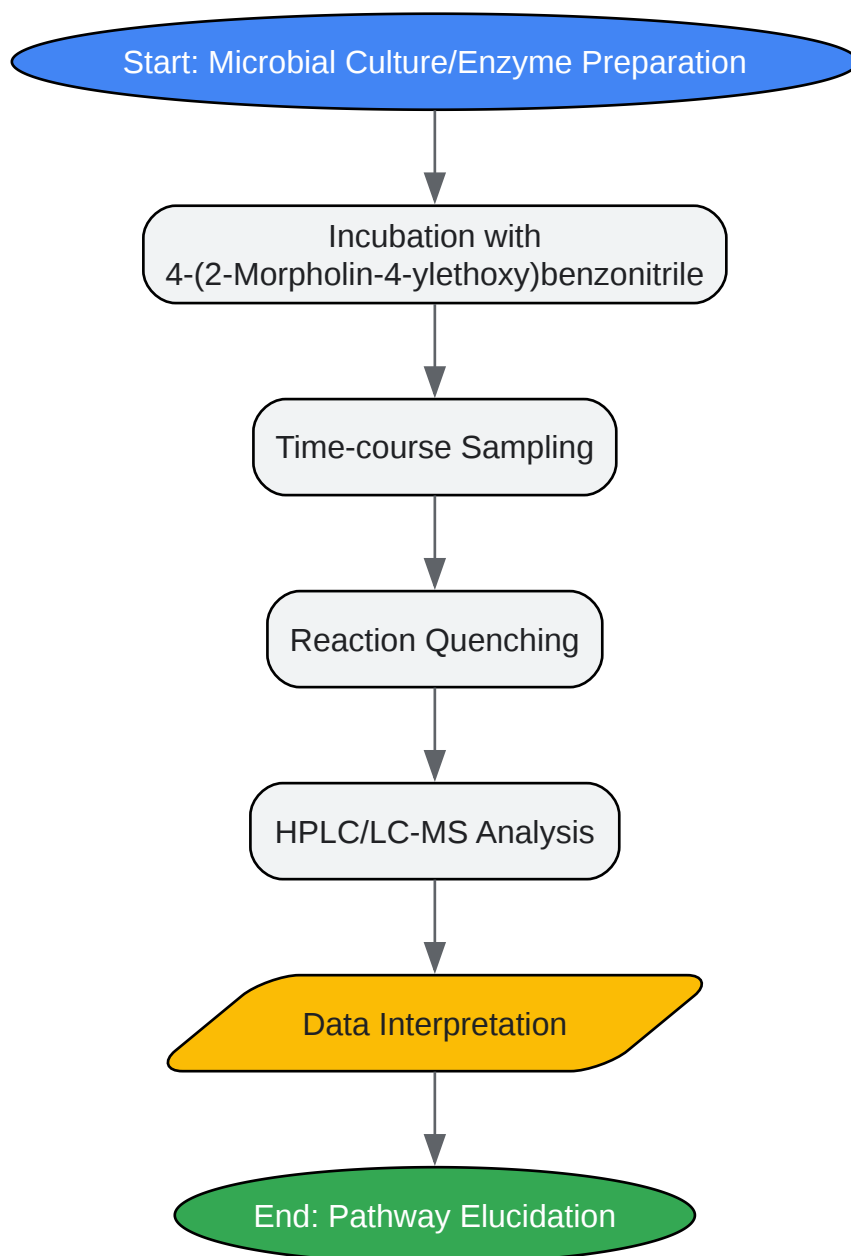 Start: Microbial Culture/Enzyme Preparation
Incubation with
4-(2-Morpholin-4-ylethoxy)benzonitrile
Time-course Sampling
Reaction Quenching
HPLC/LC-MS Analysis
Data Interpretation
End: Pathway Elucidation